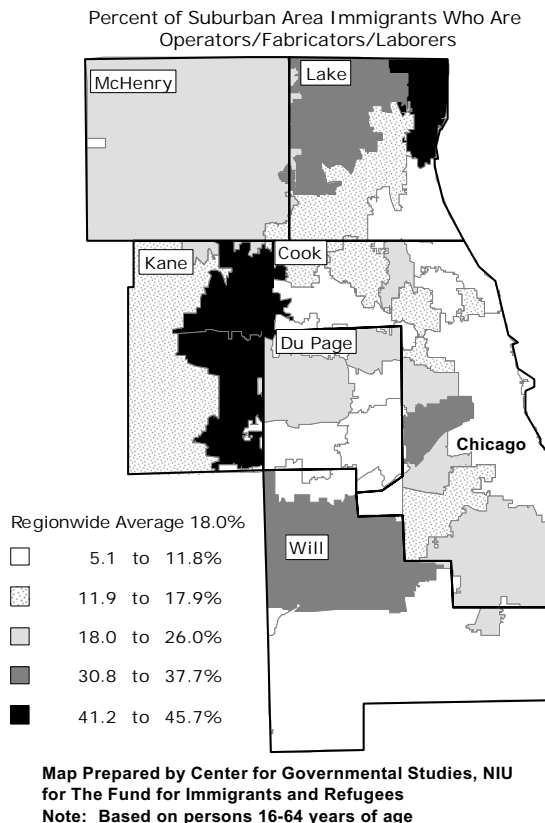 Percent of Suburban Area Immigrants Who Are
Operators/Fabricators/Laborers
McHenry
Lake
Kane
Cook
Du Page
Chicago
Will
Regionwide Average 18.0%
5.1 to 11.8%
11.9 to 17.9%
18.0 to 26.0%
30.8 to 37.7%
41.2 to 45.7%
Map Prepared by Center for Governmental Studies, NIU
for The Fund for Immigrants and Refugees
Note: Based on persons 16-64 years of age